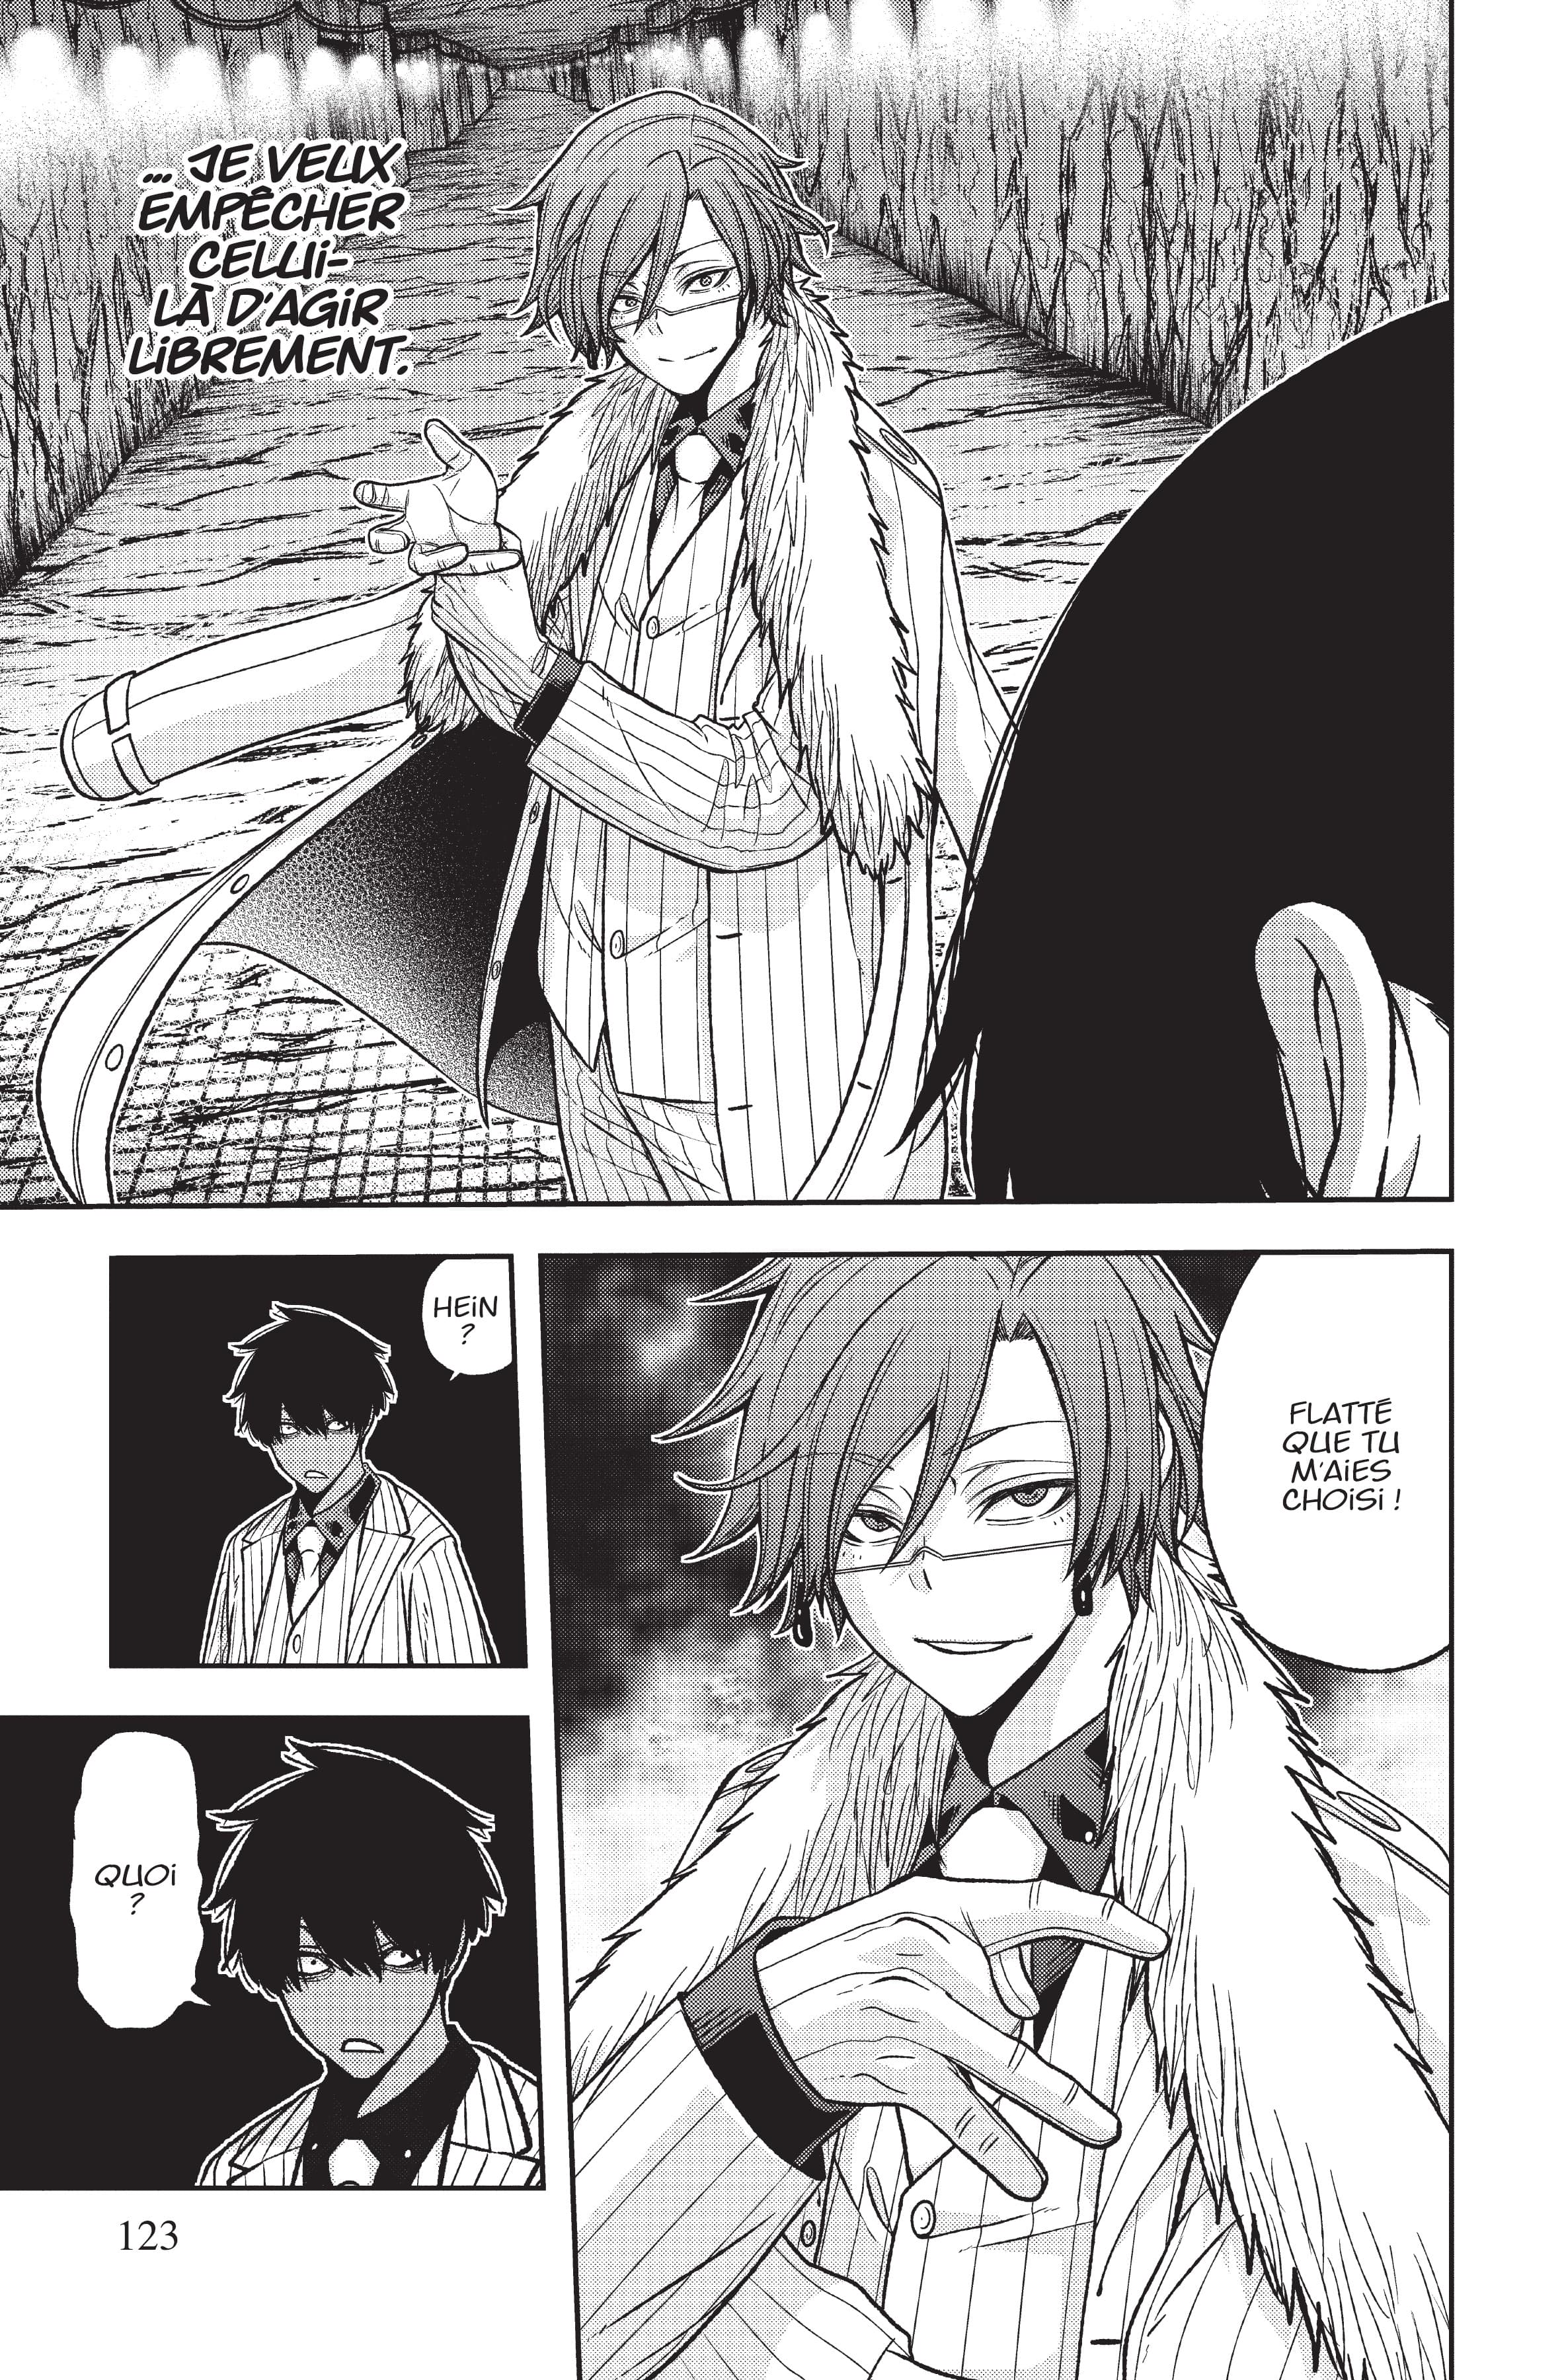 ... JE VEUX
EMPÊCHER
CELUI-
LÀ D'AGIR
LIBREMENT.
FLATTÉ
QUE TU
M'AIES
CHOISI !
HEIN
?
QUOI
?
123